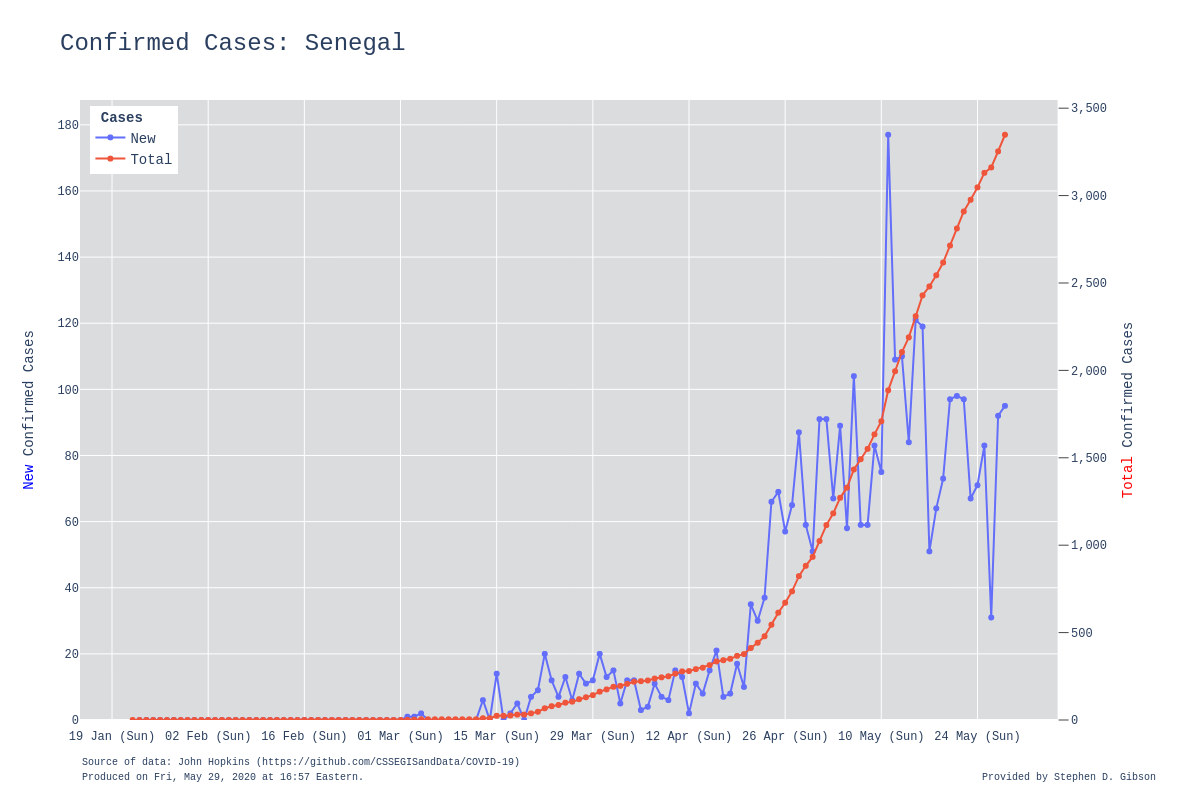 Confirmed Cases: Senegal
Cases
New
Total
180
160
140
120
100
80
60
40
20
0
3,500
3,000
2,500
2,000
1,500
1,000
500
0
New Confirmed Cases
Total Confirmed Cases
19 Jan (Sun) 02 Feb (Sun) 16 Feb (Sun) 01 Mar (Sun) 15 Mar (Sun) 29 Mar (Sun) 12 Apr (Sun) 26 Apr (Sun) 10 May (Sun) 24 May (Sun)
Source of data: John Hopkins (https://github.com/CSSEGISandData/COVID-19)
Produced on Fri, May 29, 2020 at 16:57 Eastern.
Provided by Stephen D. Gibson